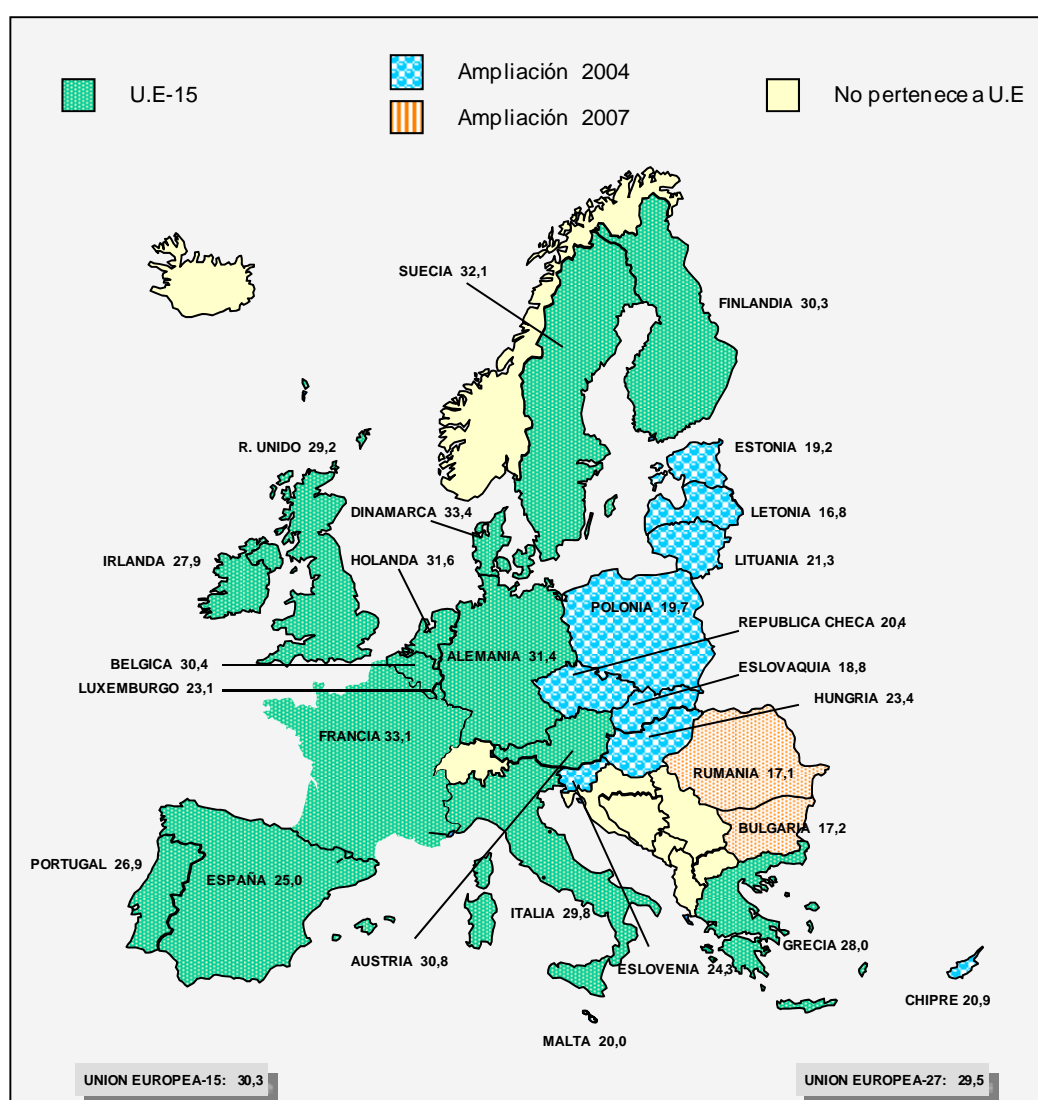 U.E-15
Ampliación 2004
Ampliación 2007
No pertenece a U.E
SUECIA 32,1
FINLANDIA 30,3
R. UNIDO 29,2
ESTONIA 19,2
DINAMARCA 33,4
LETONIA 16,8
IRLANDA 27,9
HOLANDA 31,6
LITUANIA 21,3
POLONIA 19,7
REPUBLICA CHECA 20,4
BELGICA 30,4
ALEMANIA 31,4
ESLOVAQUIA 18,8
LUXEMBURGO 23,1
HUNGRIA 23,4
FRANCIA 33,1
RUMANIA 17,1
BULGARIA 17,2
PORTUGAL 26,9
ESPAÑA 25,0
ITALIA 29,8
GRECIA 28,0
AUSTRIA 30,8
ESLOVENIA 24,3
CHIPRE 20,9
MALTA 20,0
UNION EUROPEA-15: 30,3
UNION EUROPEA-27: 29,5